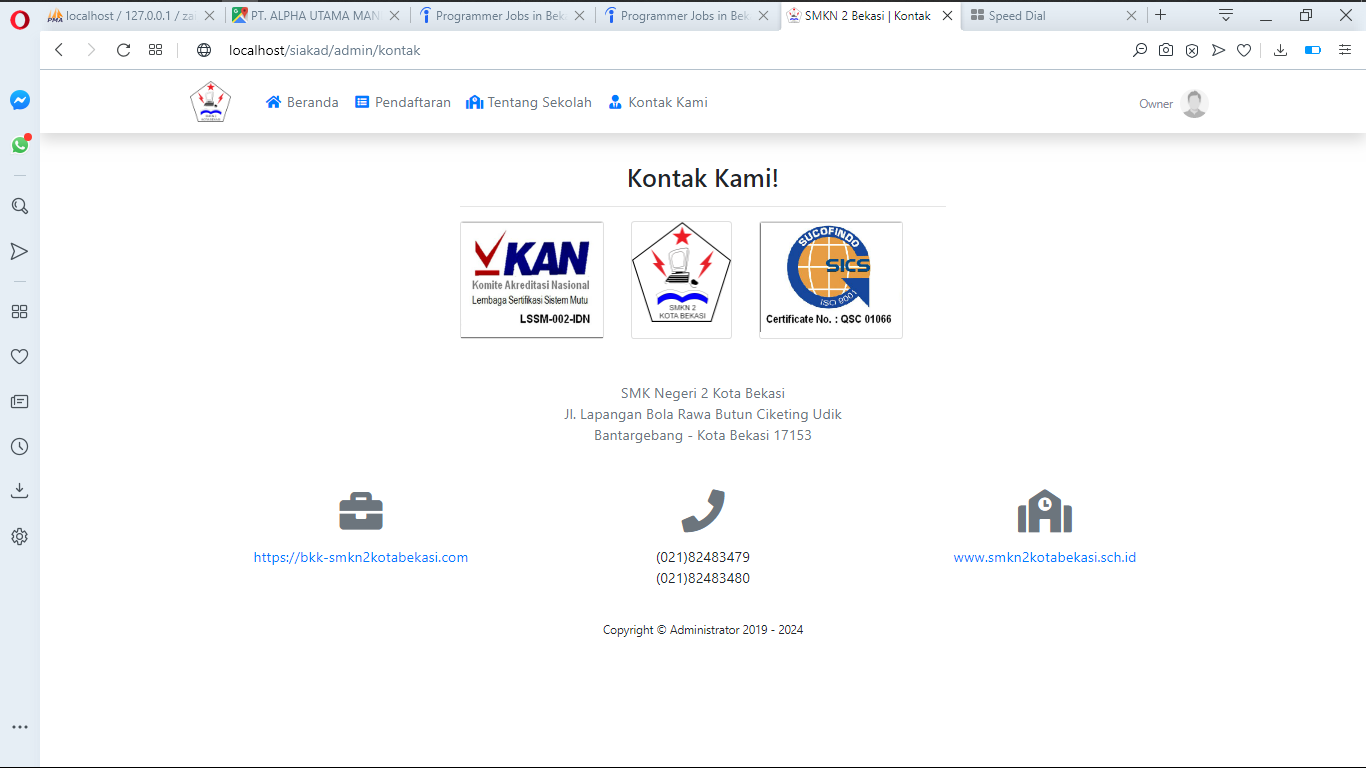 localhost / 127.0.0.1 / za
PT. ALPHA UTAMA MAN
Programmer Jobs in Bek
Programmer Jobs in Bek
SMKN 2 Bekasi | Kontak
Speed Dial
localhost/siakad/admin/kontak
Beranda
Pendaftaran
Tentang Sekolah
Kontak Kami
Owner
Kontak Kami!
KAN
Komite Akreditasi Nasional
Lembaga Sertifikasi Sistem Mutu
LSSM-002-IDN
SMKN 2
KOTA BEKASI
SUCOFINDO
SICS
ISO 9001
Certificate No. : QSC 01066
SMK Negeri 2 Kota Bekasi
Jl. Lapangan Bola Rawa Butun Ciketing Udik
Bantargebang - Kota Bekasi 17153
https://bkk-smkn2kotabekasi.com
(021)82483479
(021)82483480
www.smkn2kotabekasi.sch.id
Copyright © Administrator 2019 - 2024